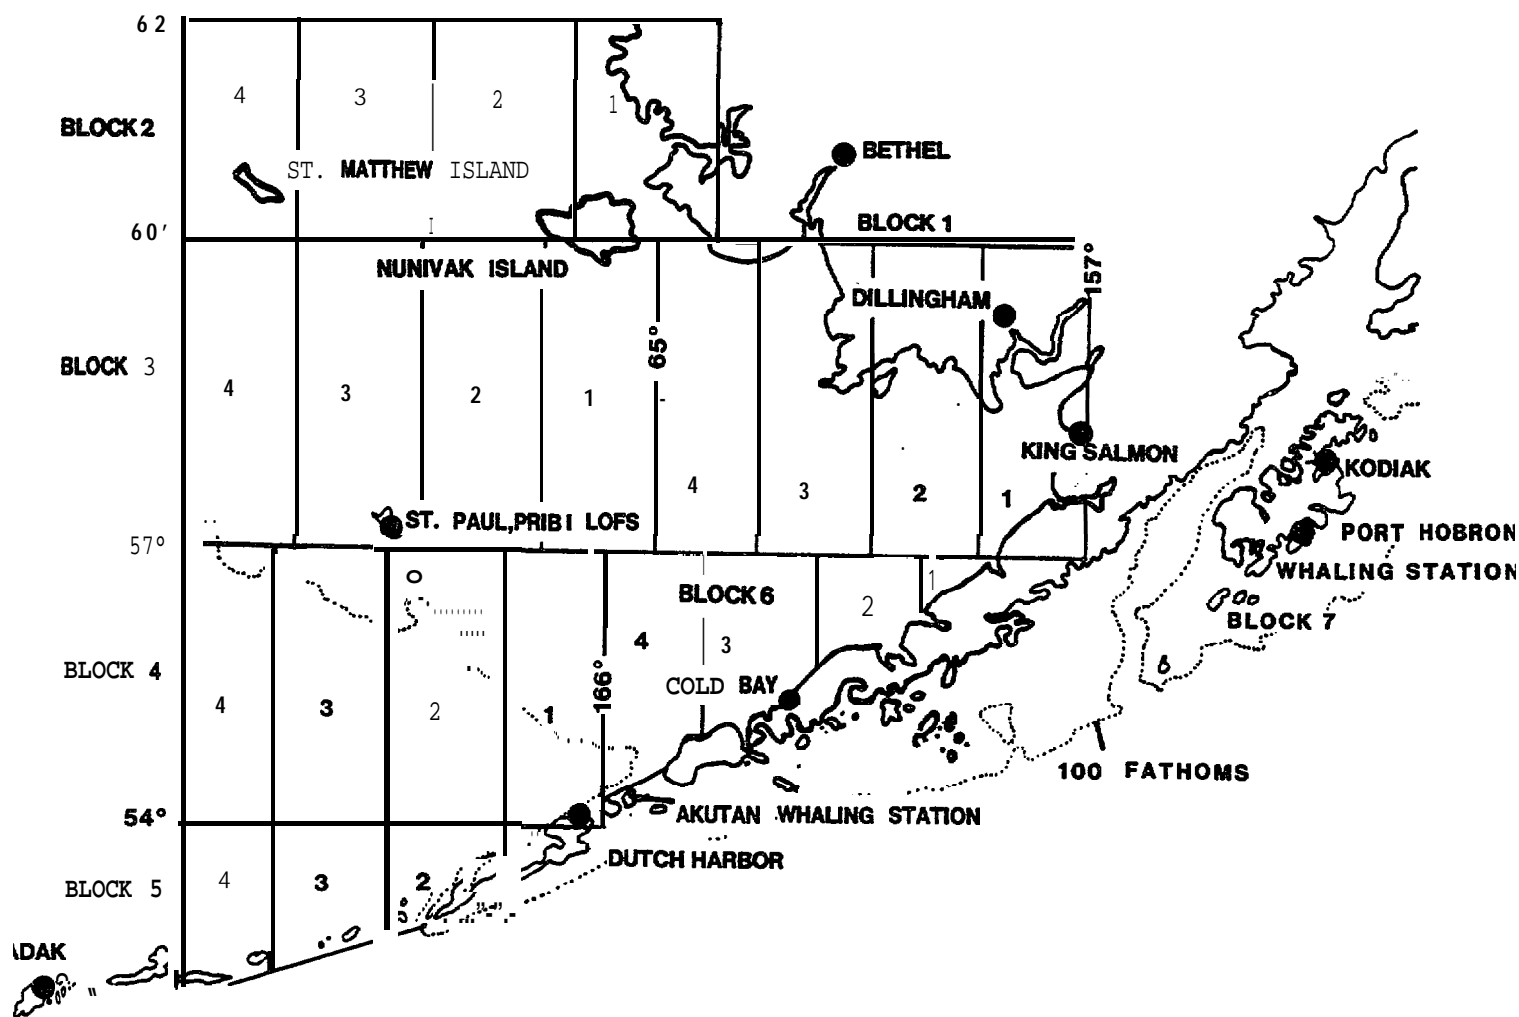 62
4 3 2 1
BLOCK 2
BETHEL
ST. MATTHEW ISLAND
60'
BLOCK 1
NUNIVAK ISLAND
157°
DILLINGHAM
65°
BLOCK 3
4 3 2 1
KING SALMON
KODIAK
4 3 2 1
ST. PAUL, PRIBI LOFS
PORT HOBRON
WHALING STATION
57°
BLOCK 6
1
2
BLOCK 7
4 3
BLOCK 4
COLD BAY
166°
4 3 2 1
100 FATHOMS
54°
AKUTAN WHALING STATION
DUTCH HARBOR
BLOCK 5
4 3 2
ADAK